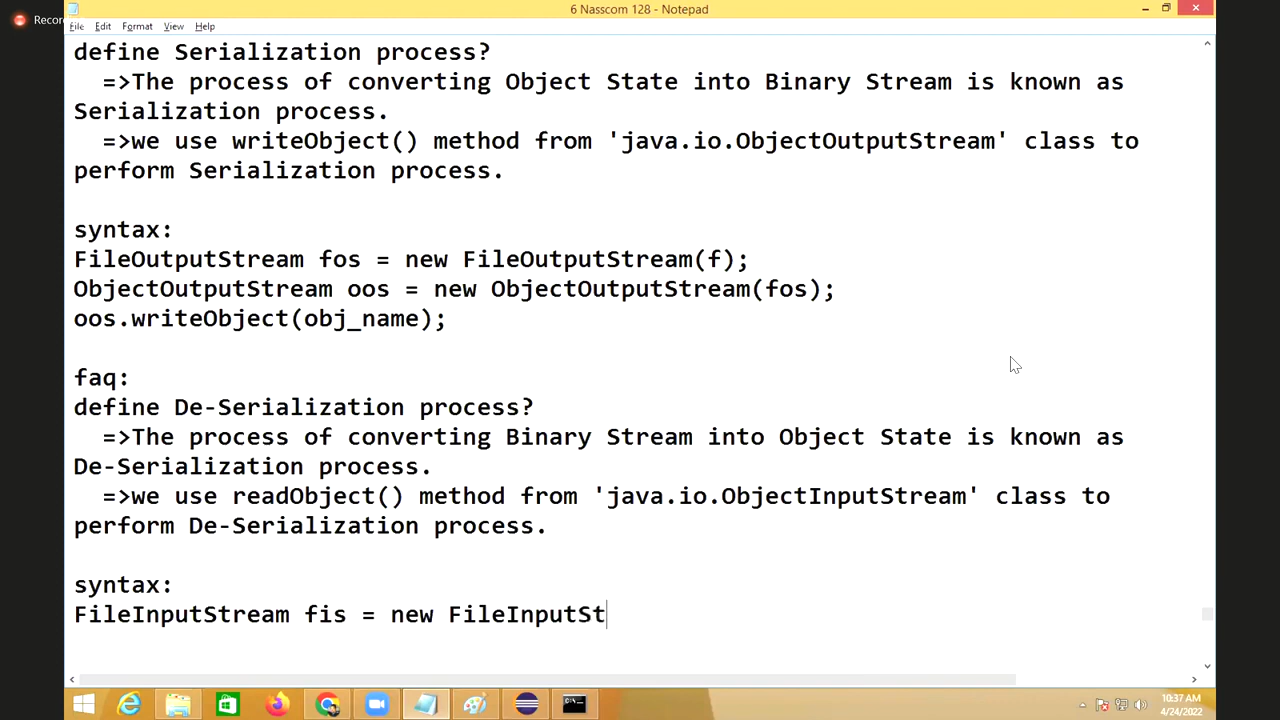 Recor
6 Nasscom 128 - Notepad
File Edit Format View Help
define Serialization process?
=>The process of converting Object State into Binary Stream is known as
Serialization process.
=>we use writeObject() method from 'java.io.ObjectOutputStream' class to
perform Serialization process.
syntax:
FileOutputStream fos = new FileOutputStream(f);
ObjectOutputStream oos = new ObjectOutputStream(fos);
oos.writeObject(obj_name);
faq:
define De-Serialization process?
=>The process of converting Binary Stream into Object State is known as
De-Serialization process.
=>we use readObject() method from 'java.io.ObjectInputStream' class to
perform De-Serialization process.
syntax:
FileInputStream fis = new FileInputSt
10:37 AM
4/24/2022